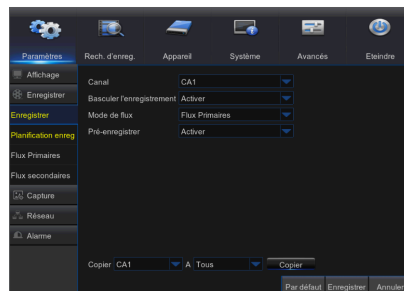 Paramètres Rech. d'enreg. Appareil Système Avancés Eteindre
Affichage
Enregistrer
Enregistrer
Planification enreg
Flux Primaires
Flux secondaires
Capture
Réseau
Alarme
Canal CA1
Basculer l'enregistrement Activer
Mode de flux Flux Primaires
Pré-enregistrer Activer
Copier CA1 A Tous Copier
Par défaut Enregistrer Annuler